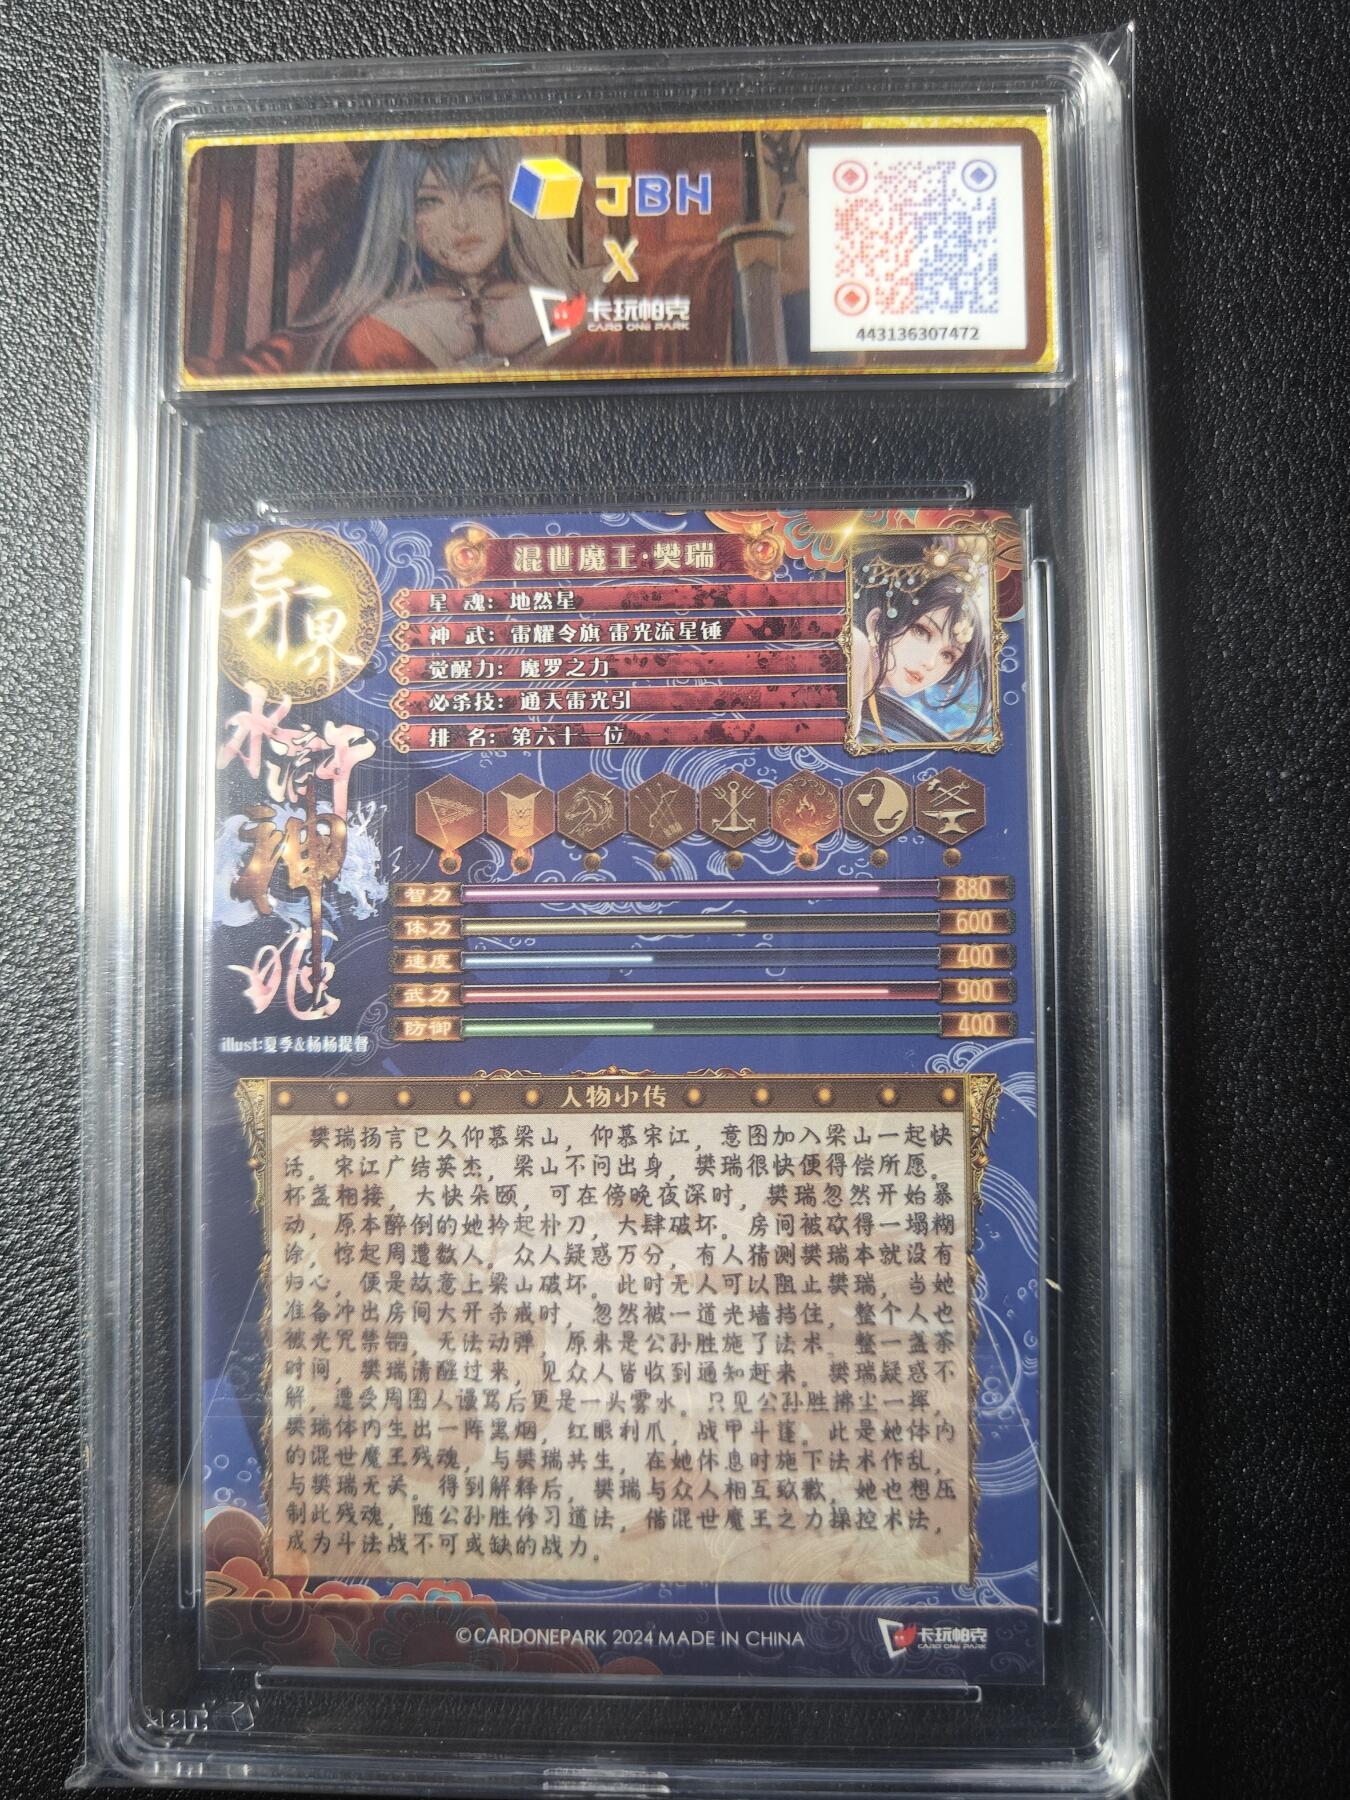 JBH
X
卡玩帕克
CARD ONE PARK
443136307472
异界
水浒神兆
illust:夏季&杨杨提督
混世魔王·樊瑞
星 魂：地然星
神 武：雷耀令旗 雷光流星锤
觉醒力：魔罗之力
必杀技：通天雷光引
排 名：第六十一位
智力 880
体力 600
速度 400
武力 900
防御 400
人物小传
樊瑞扬言已久仰慕梁山，仰慕宋江，意图加入梁山一起快
活。宋江广结英杰，梁山不问出身，樊瑞很快便得偿所愿。
杯盏相接，大快朵颐，可在傍晚夜深时，樊瑞忽然开始暴
动，原本醉倒的她拎起朴刀，大肆破坏。房间被砍得一塌糊
涂，惊起周遭数人。众人疑惑万分，有人猜测樊瑞本就没有
归心，便是故意上梁山破坏。此时无人可以阻止樊瑞，当她
准备冲出房间大开杀戒时，忽然被一道光墙挡住，整个人也
被光咒禁锢，无法动弹，原来是公孙胜施了法术。整一盏茶
时间，樊瑞清醒过来，见众人皆收到通知赶来。樊瑞疑惑不
解，遭受周围人谩骂后更是一头雾水。只见公孙胜拂尘一挥，
樊瑞体内生出一阵黑烟，红眼利爪，战甲斗篷。此是她体内
的混世魔王残魂，与樊瑞共生，在她休息时施下法术作乱，
与樊瑞无关。得到解释后，樊瑞与众人相互致歉，她也想压
制此残魂，随公孙胜修习道法，借混世魔王之力操控术法，
成为斗法战不可或缺的战力。
©CARDONEPARK 2024 MADE IN CHINA
卡玩帕克
CARD ONE PARK